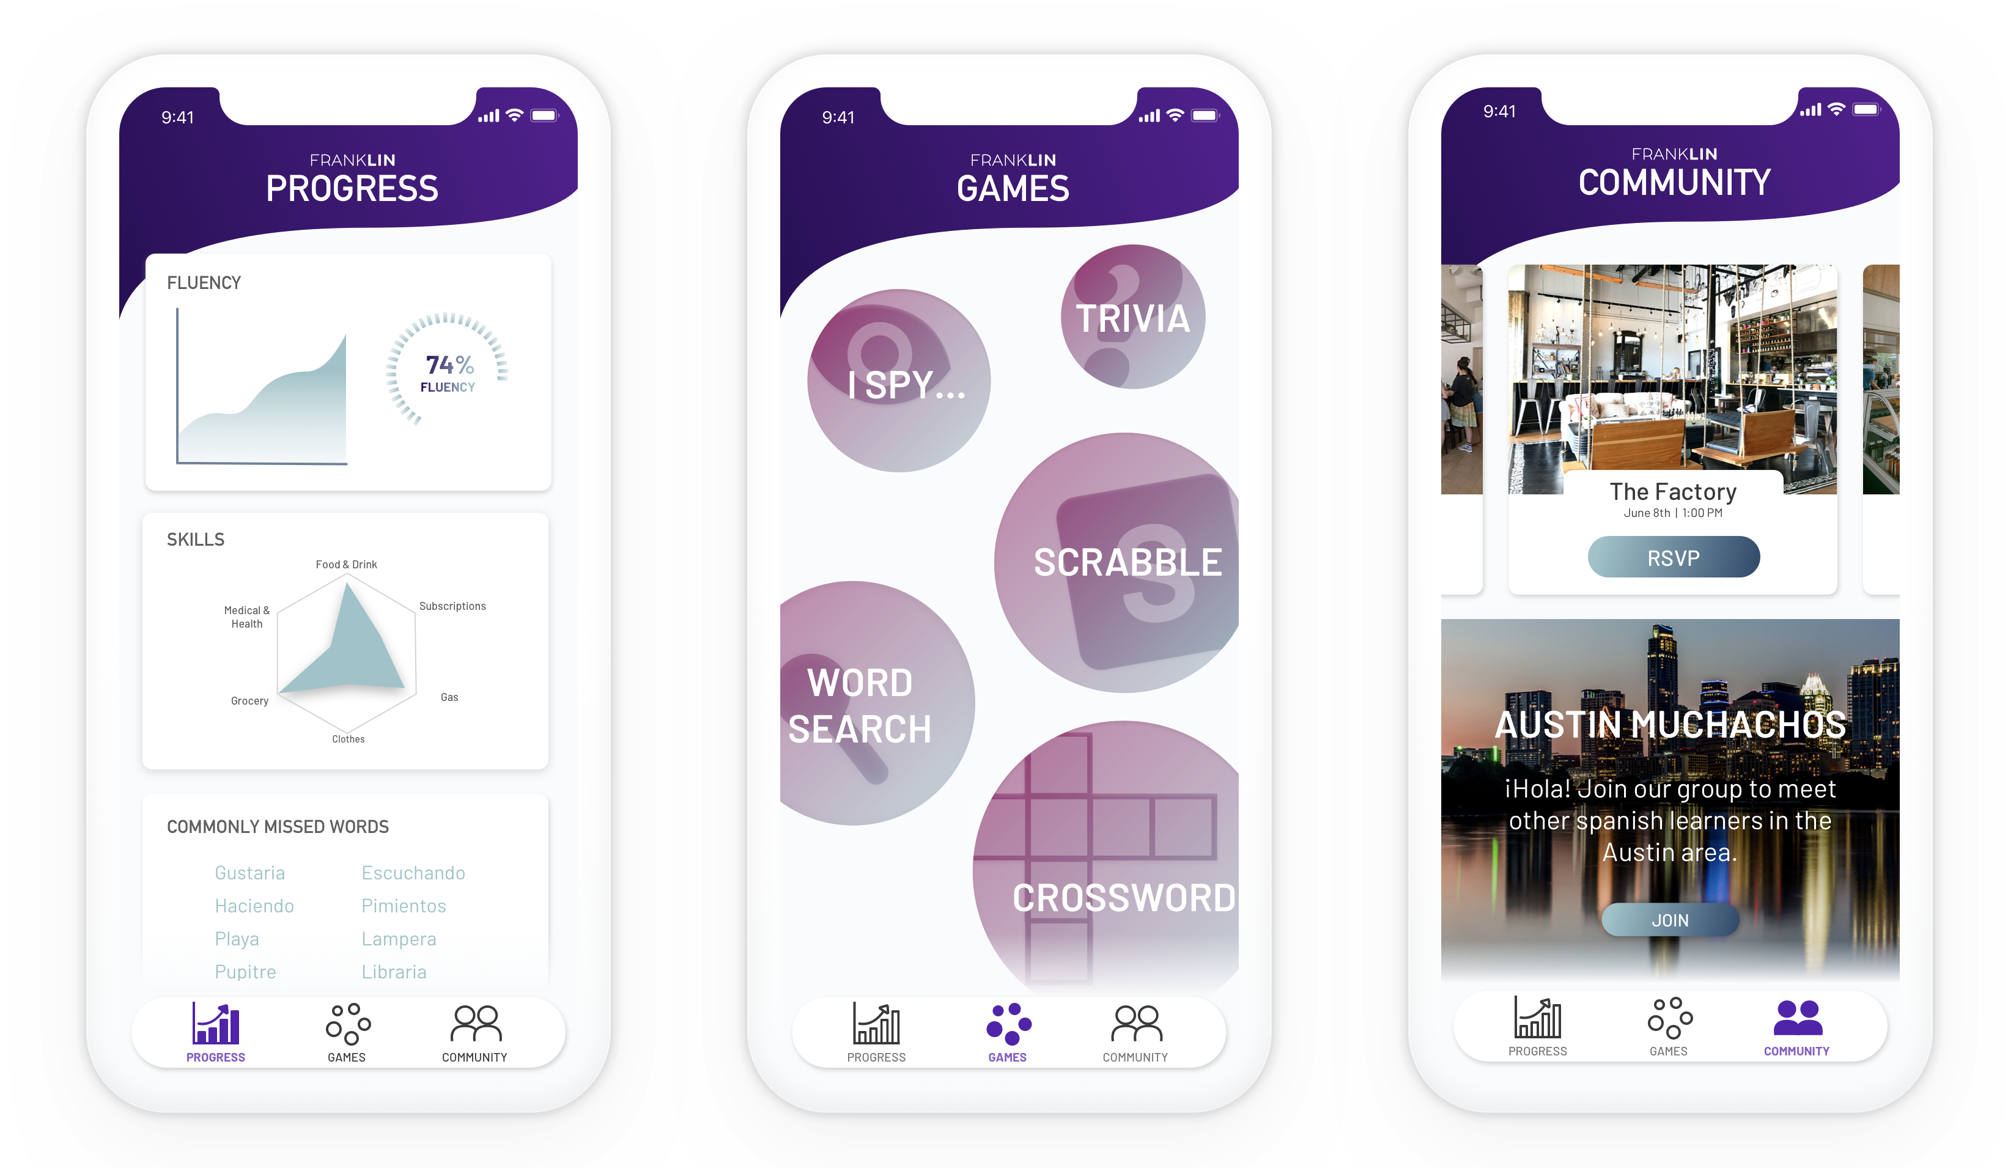 9:41
FRANKLIN
PROGRESS
FLUENCY
74%
FLUENCY
SKILLS
Food & Drink
Medical &
Health
Subscriptions
Grocery
Gas
Clothes
COMMONLY MISSED WORDS
Gustaria
Escuchando
Haciendo
Pimientos
Playa
Lampera
Pupitre
Libraria
PROGRESS
GAMES
COMMUNITY
9:41
FRANKLIN
GAMES
TRIVIA
I SPY...
S
SCRABBLE
WORD
SEARCH
CROSSWORD
PROGRESS
GAMES
COMMUNITY
9:41
FRANKLIN
COMMUNITY
The Factory
June 8th | 1:00 PM
RSVP
AUSTIN MUCHACHOS
¡Hola! Join our group to meet
other spanish learners in the
Austin area.
JOIN
PROGRESS
GAMES
COMMUNITY